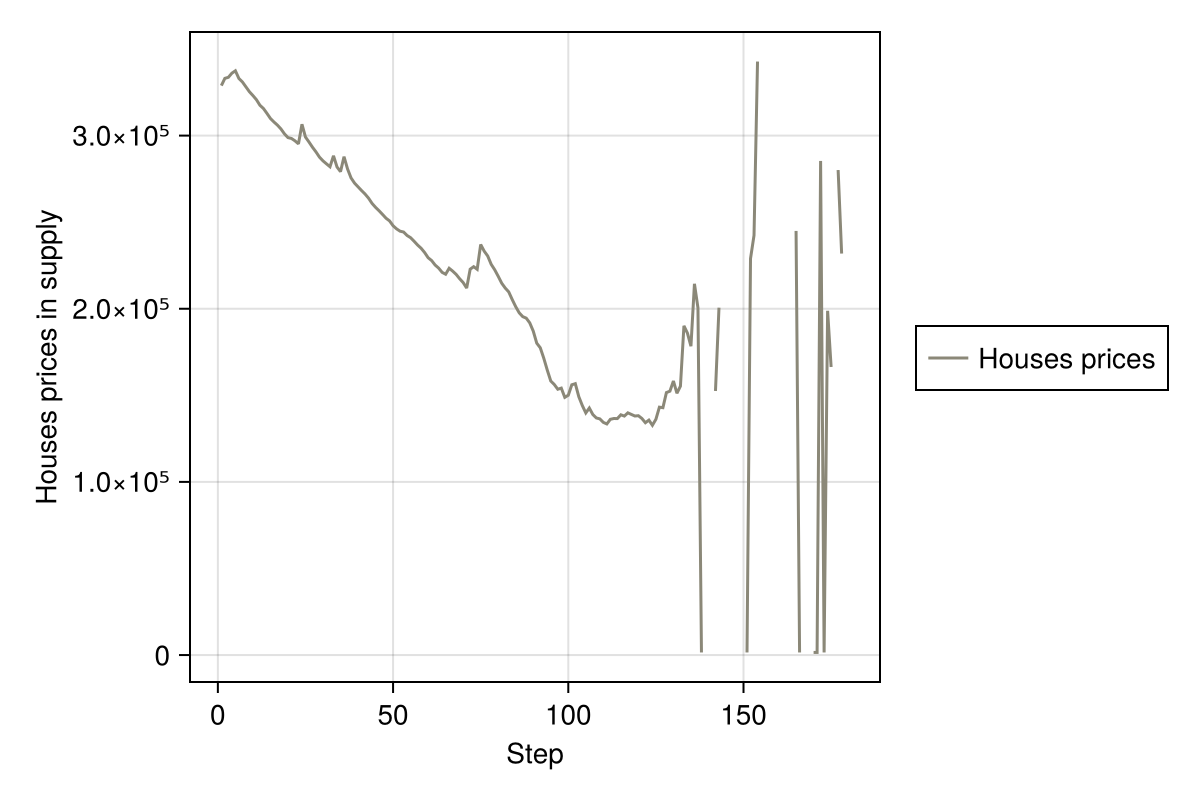 Houses prices in supply
3.0×10⁵
2.0×10⁵
1.0×10⁵
0
0 50 100 150
Step
Houses prices